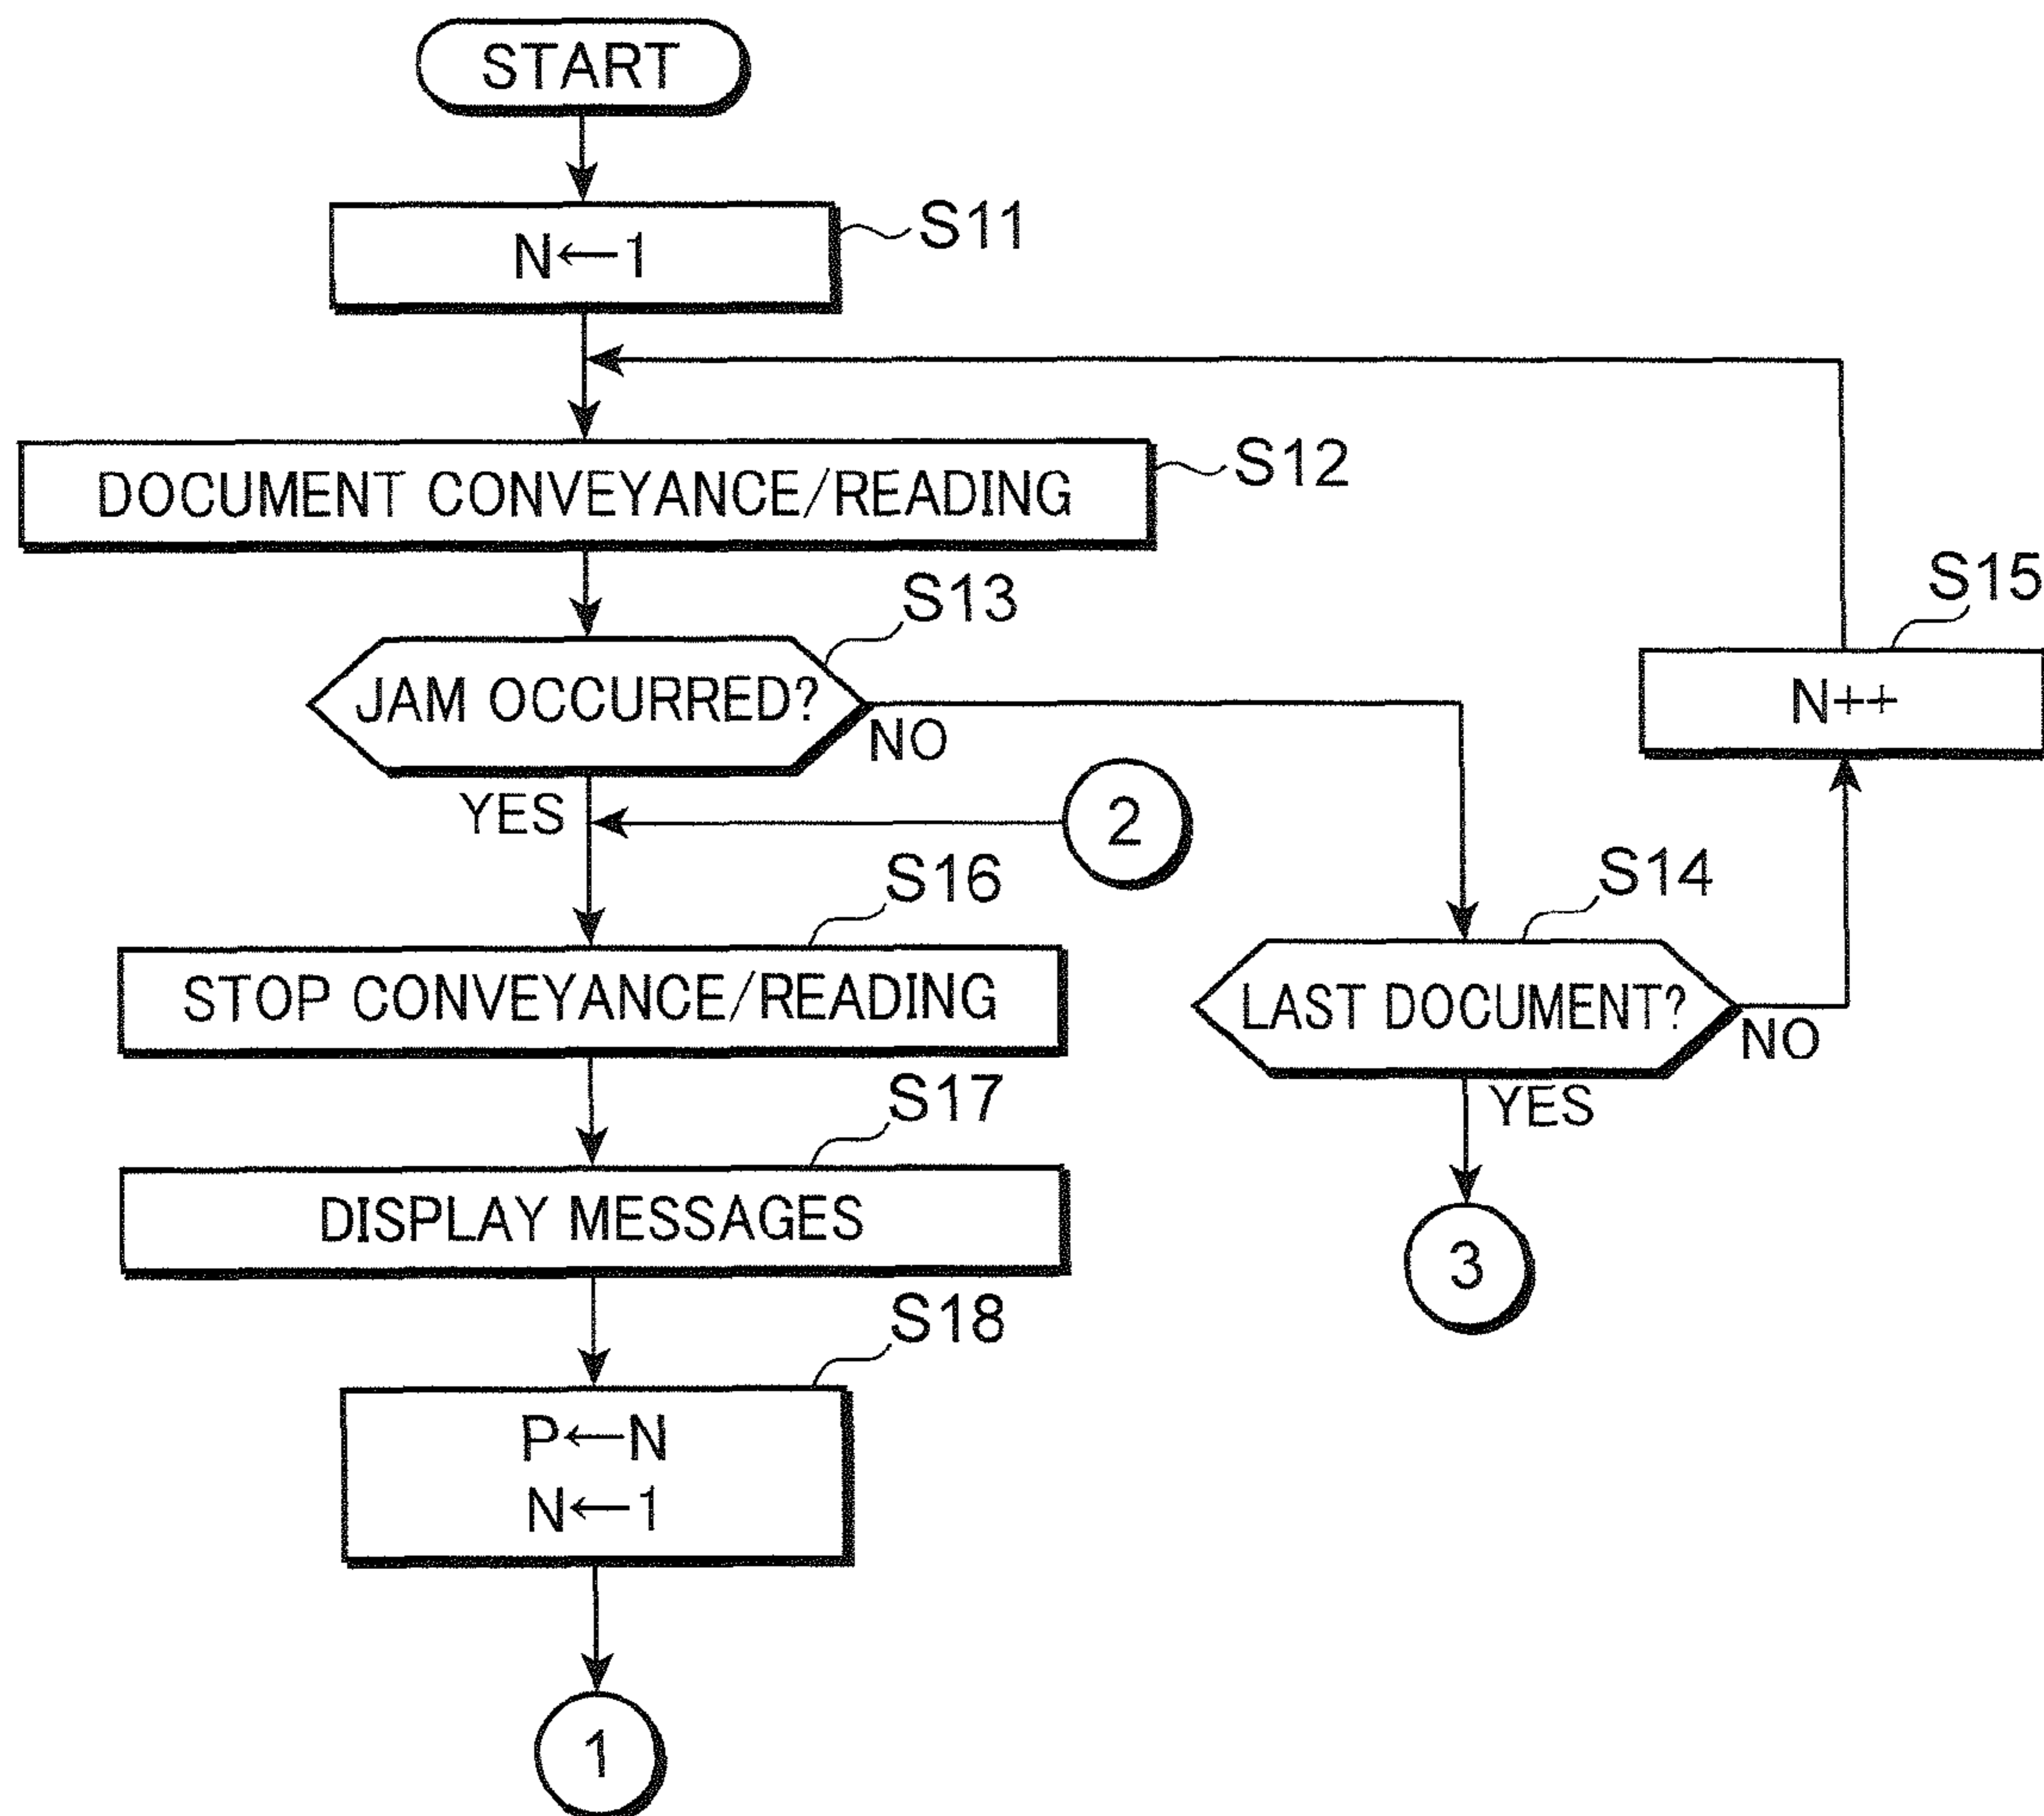 START
N←1
S11
DOCUMENT CONVEYANCE/READING
S12
S13
JAM OCCURRED?
NO
YES
2
S15
N++
S14
LAST DOCUMENT?
NO
YES
3
S16
STOP CONVEYANCE/READING
S17
DISPLAY MESSAGES
S18
P←N
N←1
1